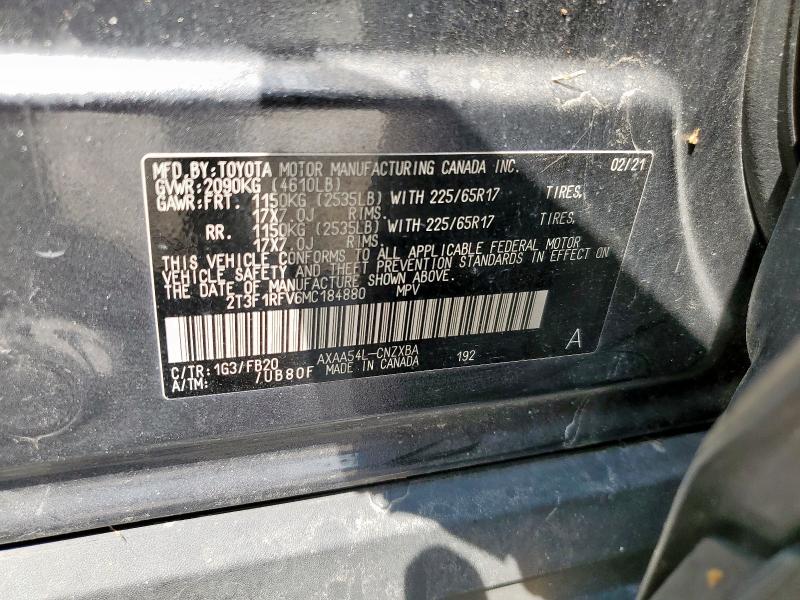 MFD.BY:TOYOTA MOTOR MANUFACTURING CANADA INC. 02/21
GVWR:2090KG (4610LB)
GAWR:FRT. 1150KG (2535LB) WITH 225/65R17 TIRES,
17X7.0J RIMS.
RR. 1150KG (2535LB) WITH 225/65R17 TIRES,
17X7.0J RIMS.
THIS VEHICLE CONFORMS TO ALL APPLICABLE FEDERAL MOTOR
VEHICLE SAFETY AND THEFT PREVENTION STANDARDS IN EFFECT ON
THE DATE OF MANUFACTURE SHOWN ABOVE.
2T3F1RFV6MC184880 MPV
C/TR:1G3/FB20 AXAA54L-CNZXBA 192 A
A/TM: /UB80F MADE IN CANADA